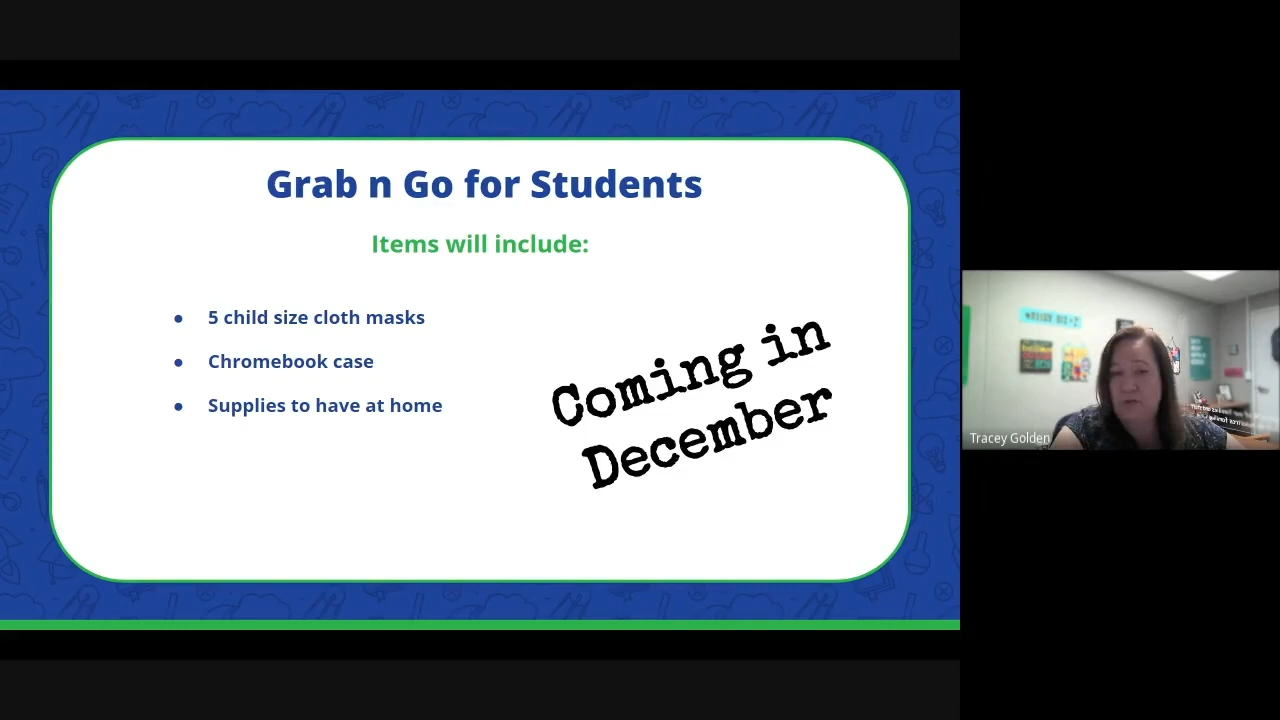 Grab n Go for Students
Items will include:
● 5 child size cloth masks
● Chromebook case
● Supplies to have at home
Coming in
December
Tracey Golden